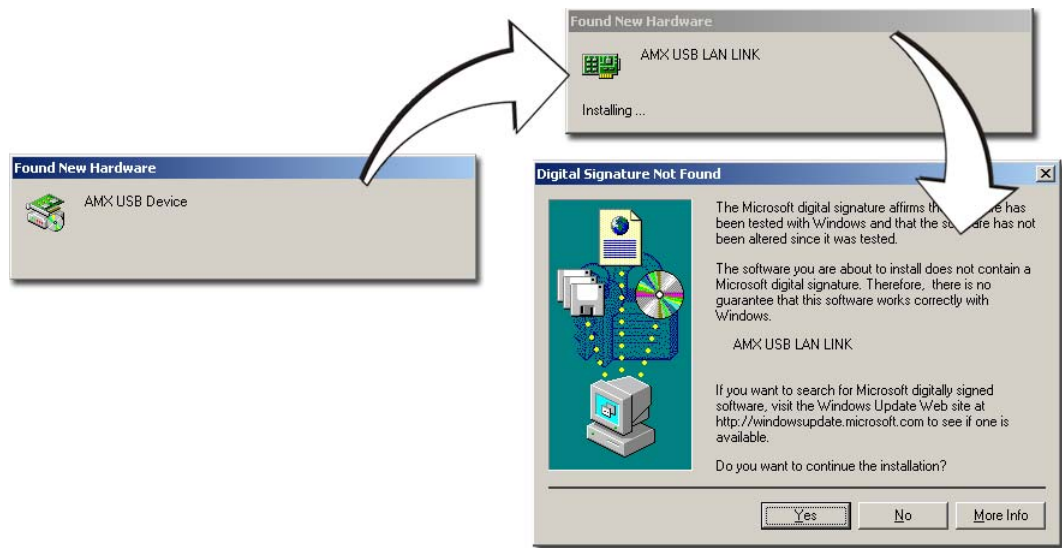 Found New Hardware
AMX USB Device
Found New Hardware
AMX USB LAN LINK
Installing ...
Digital Signature Not Found
The Microsoft digital signature affirms has
been tested with Windows and that the has not
been altered since it was tested.
The software you are about to install does not contain a
Microsoft digital signature. Therefore, there is no
guarantee that this software works correctly with
Windows.
AMX USB LAN LINK
If you want to search for Microsoft digitally signed
software, visit the Windows Update Web site at
http://windowsupdate.microsoft.com to see if one is
available.
Do you want to continue the installation?
Yes
No
More Info